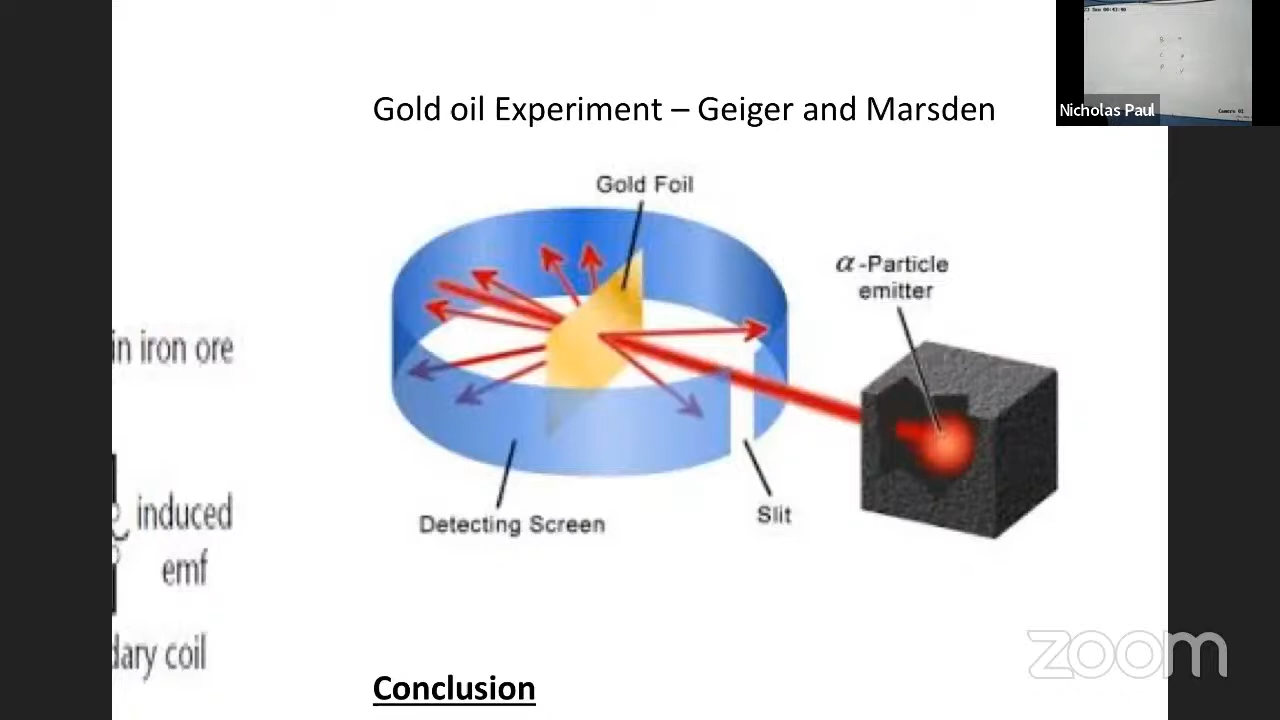 Gold oil Experiment – Geiger and Marsden
Nicholas Paul
Gold Foil
α-Particle
emitter
in iron ore
induced
emf
dary coil
Detecting Screen
Slit
Conclusion
zoom